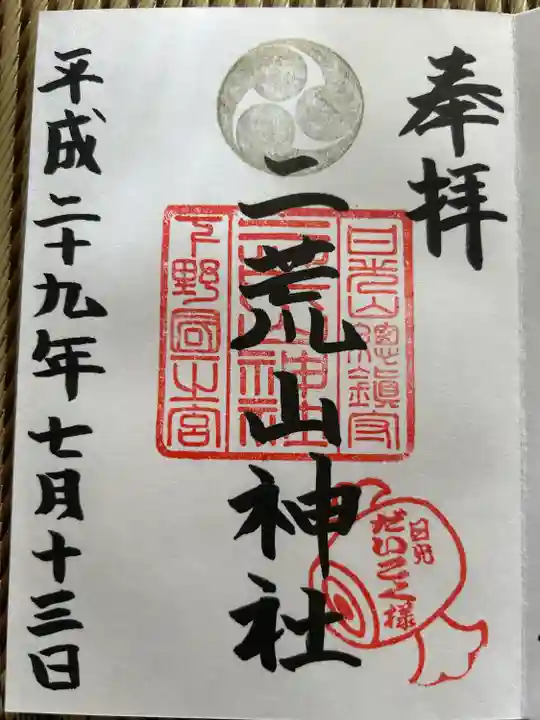 奉拝
日光山総鎮守
二荒山神社
二荒山神社
下野國一之宮
日光
だいこく様
平成二十九年七月十三日